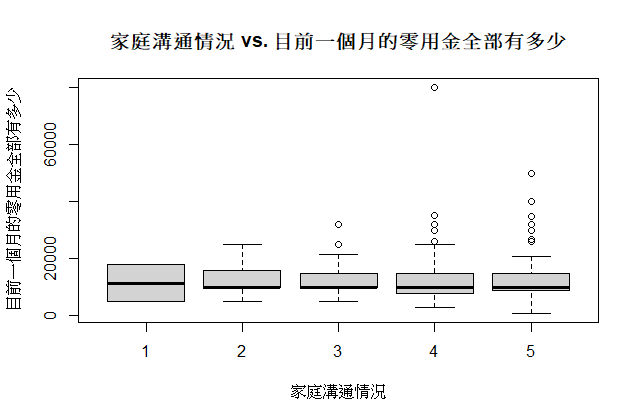 家庭溝通情況 vs. 目前一個月的零用金全部有多少
目前一個月的零用金全部有多少
60000
20000
0
1 2 3 4 5
家庭溝通情況